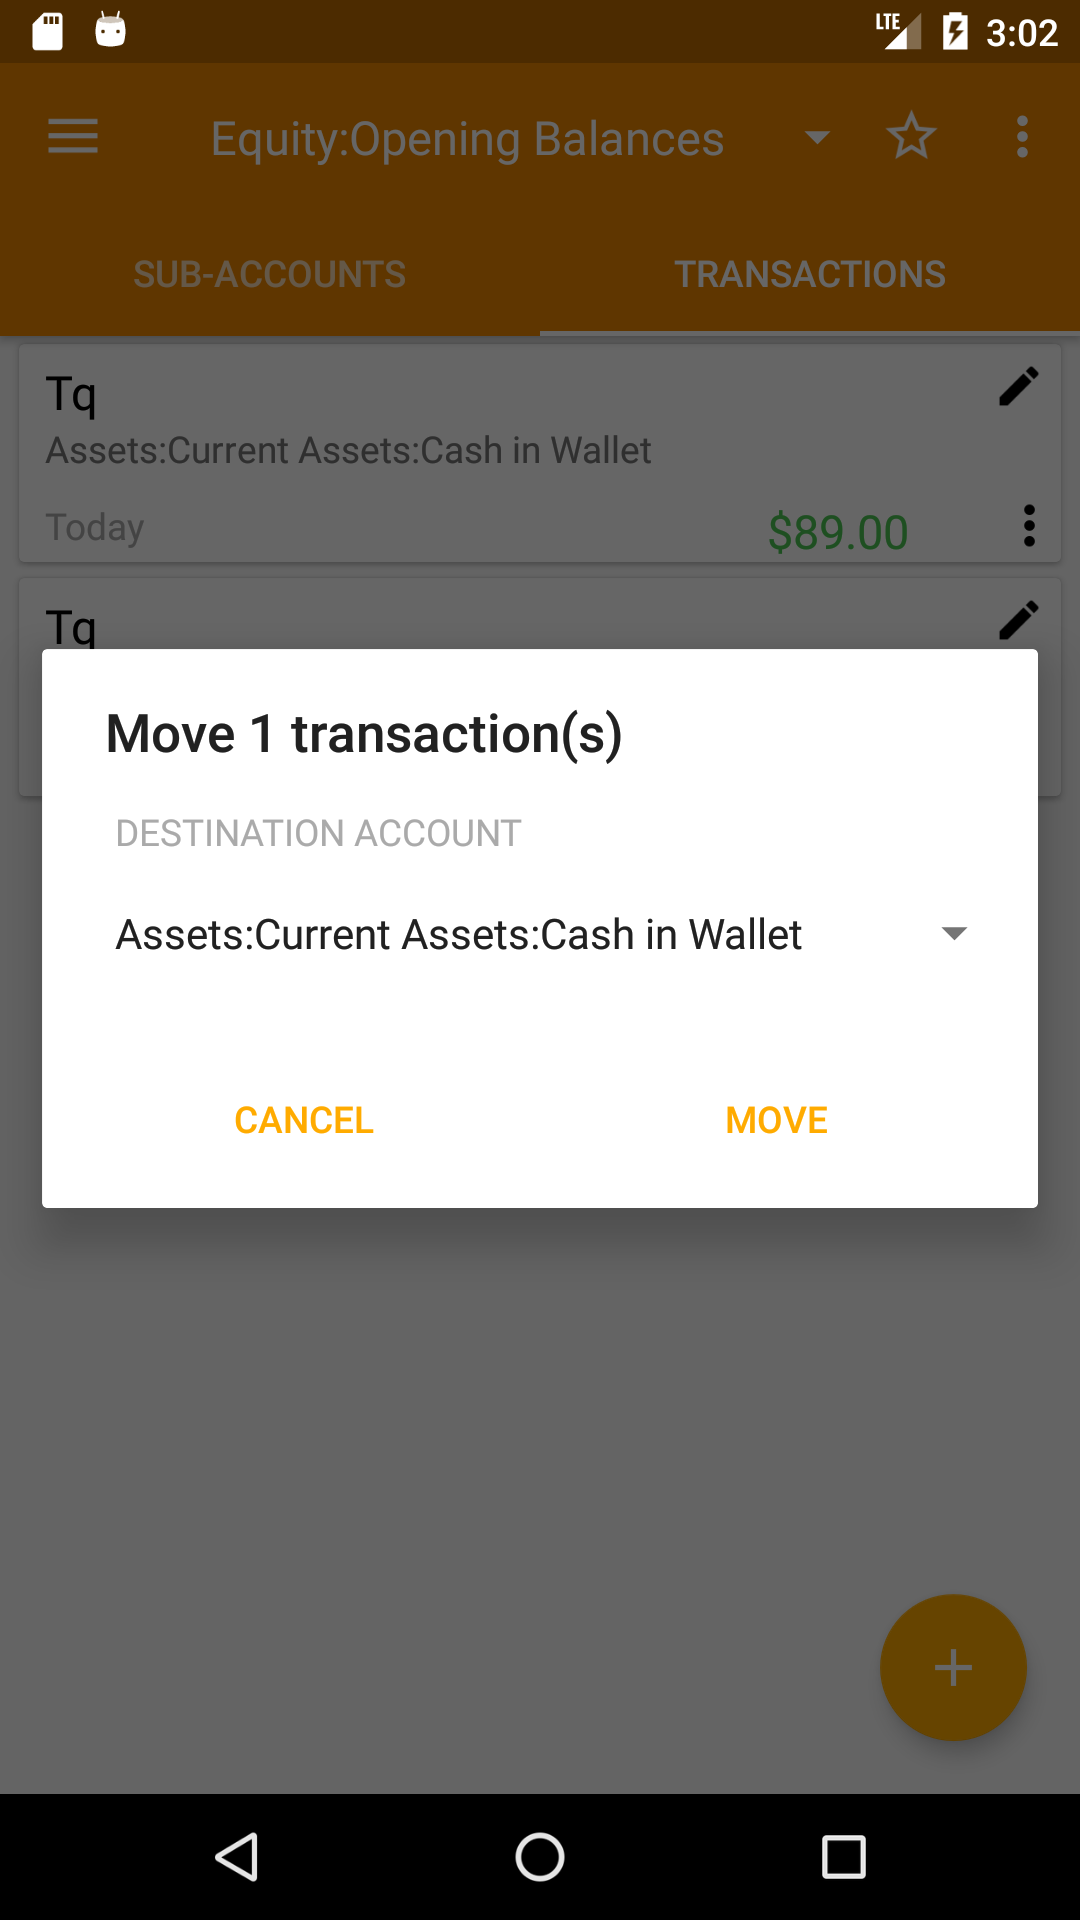 LTE 3:02
Equity:Opening Balances
SUB-ACCOUNTS TRANSACTIONS
Tq
Assets:Current Assets:Cash in Wallet
Today $89.00
Tq
Move 1 transaction(s)
DESTINATION ACCOUNT
Assets:Current Assets:Cash in Wallet
CANCEL MOVE